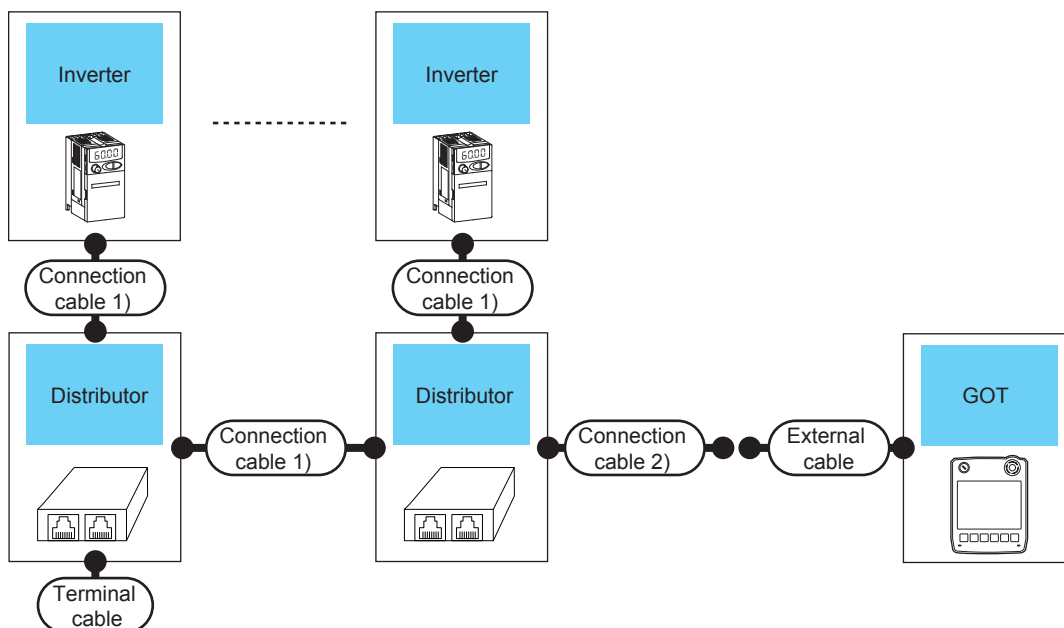 Inverter
Inverter
60.00
60.00
Connection
cable 1)
Connection
cable 1)
Distributor
Distributor
GOT
Connection
cable 1)
Connection
cable 2)
External
cable
Terminal
cable